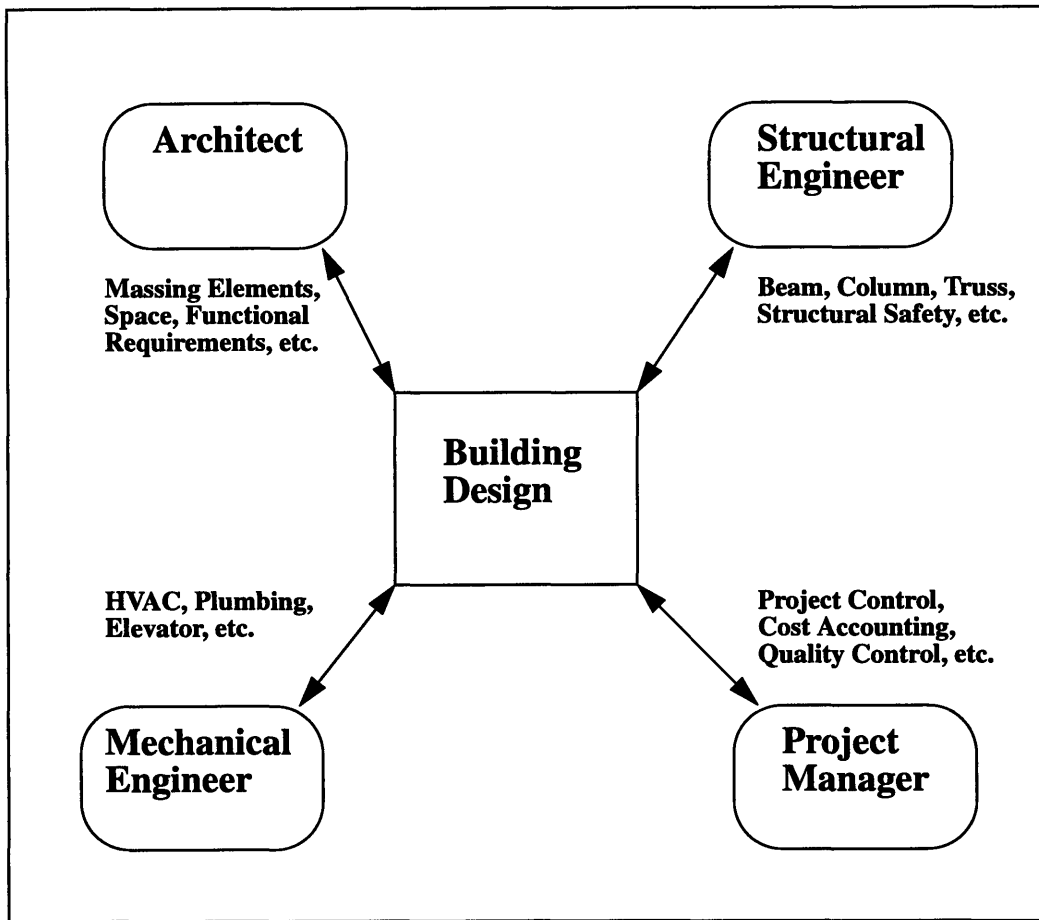 Architect
Structural
Engineer
Massing Elements,
Space, Functional
Requirements, etc.
Beam, Column, Truss,
Structural Safety, etc.
Building
Design
HVAC, Plumbing,
Elevator, etc.
Project Control,
Cost Accounting,
Quality Control, etc.
Mechanical
Engineer
Project
Manager